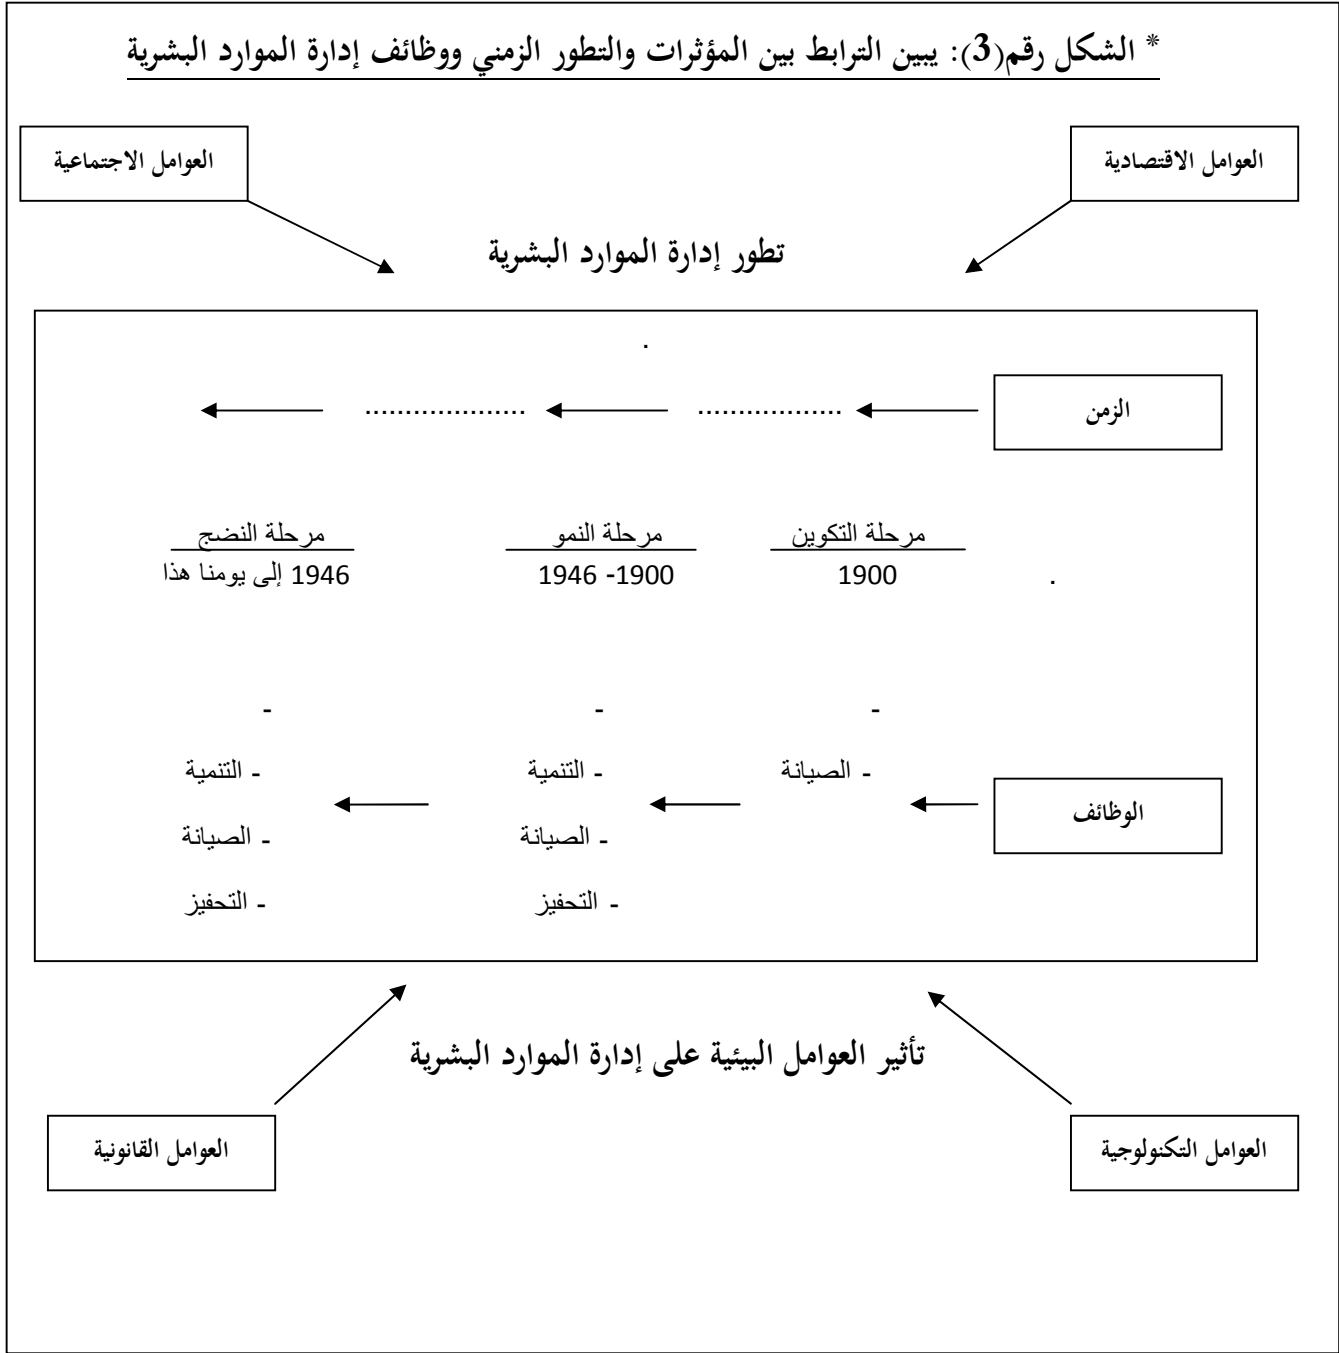 * الشكل رقم(3): يبين الترابط بين المؤثرات والتطور الزمني ووظائف إدارة الموارد البشرية
العوامل الاقتصادية
العوامل الاجتماعية
تطور إدارة الموارد البشرية
.
الزمن
.................. ....................
مرحلة التكوين مرحلة النمو مرحلة النضج
. 1900 1900- 1946 1946 إلى يومنا هذا
- - -
- الصيانة - التنمية - التنمية
الوظائف
- الصيانة - الصيانة
- التحفيز - التحفيز
تأثير العوامل البيئية على إدارة الموارد البشرية
العوامل التكنولوجية
العوامل القانونية